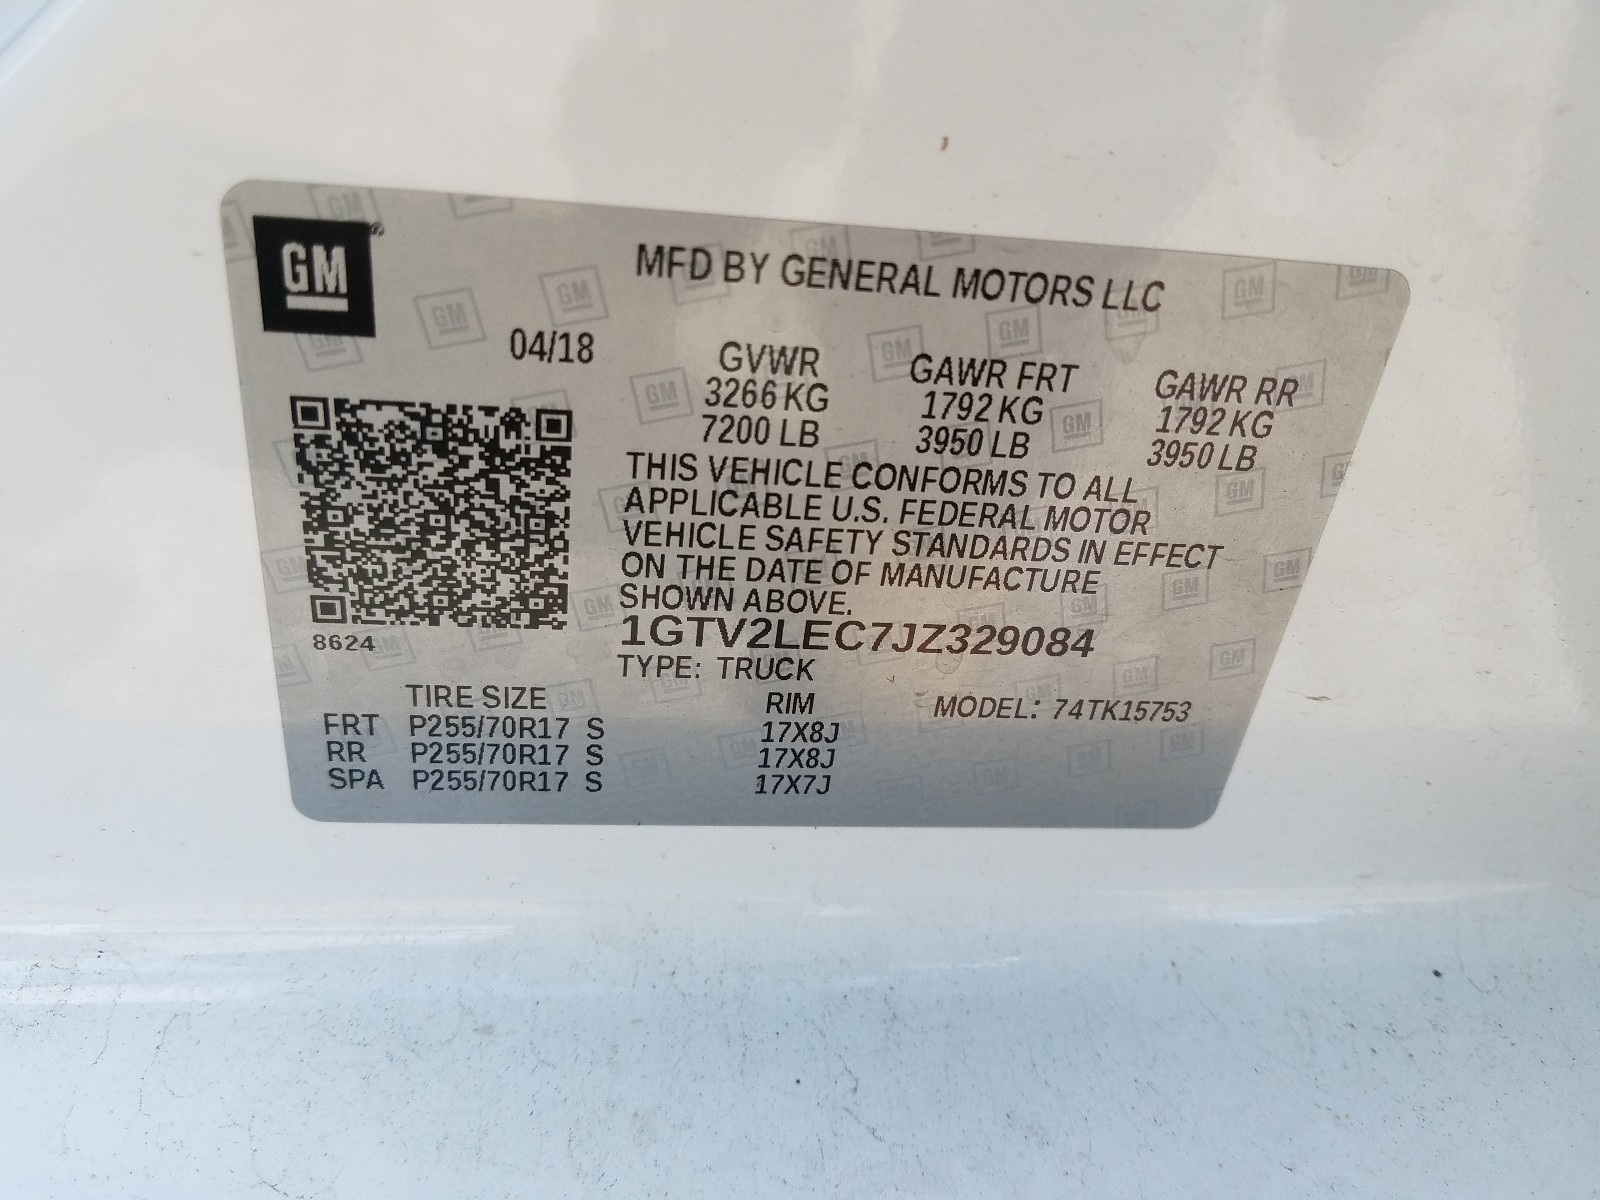 GM
MFD BY GENERAL MOTORS LLC
04/18
GVWR GAWR FRT GAWR RR
3266 KG 1792 KG 1792 KG
7200 LB 3950 LB 3950 LB
THIS VEHICLE CONFORMS TO ALL
APPLICABLE U.S. FEDERAL MOTOR
VEHICLE SAFETY STANDARDS IN EFFECT
ON THE DATE OF MANUFACTURE
SHOWN ABOVE.
8624
1GTV2LEC7JZ329084
TYPE: TRUCK
TIRE SIZE RIM MODEL: 74TK15753
FRT P255/70R17 S 17X8J
RR P255/70R17 S 17X8J
SPA P255/70R17 S 17X7J